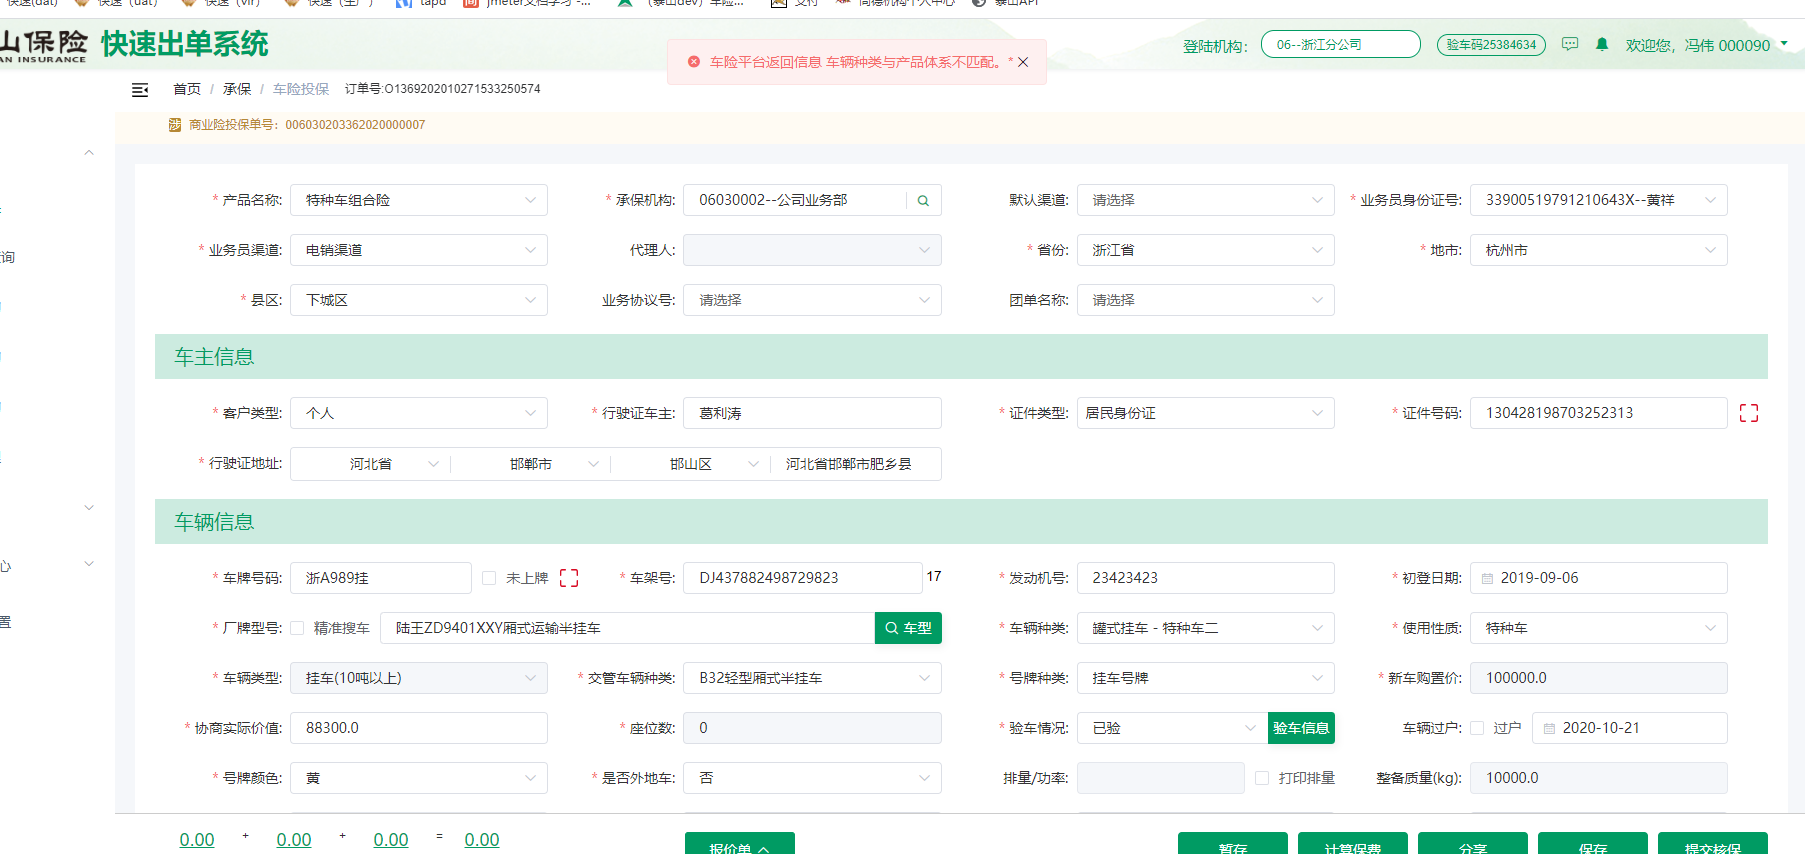 快速(dat) 快速（uat） 快速（vir） 快速（生产） tapd jmeter文档学习 -... （泰山dev）车险... 支付 尚德机构个人中心 泰山API
山保险 快速出单系统
AN INSURANCE
车险平台返回信息 车辆种类与产品体系不匹配。*
登陆机构： 06--浙江分公司 验车码25384634 欢迎您，冯伟 000090
首页 / 承保 / 车险投保 订单号:O1369202010271533250574
涉 商业险投保单号： 006030203362020000007
* 产品名称: 特种车组合险 * 承保机构: 06030002--公司业务部 默认渠道: 请选择 * 业务员身份证号: 33900519791210643X--黄祥
* 业务员渠道: 电销渠道 代理人: * 省份: 浙江省 * 地市: 杭州市
询
* 县区: 下城区 业务协议号: 请选择 团单名称: 请选择
车主信息
* 客户类型: 个人 * 行驶证车主: 葛利涛 * 证件类型: 居民身份证 * 证件号码: 130428198703252313
* 行驶证地址: 河北省 邯郸市 邯山区 河北省邯郸市肥乡县
车辆信息
心
* 车牌号码: 浙A989挂 未上牌 * 车架号: DJ437882498729823 17 * 发动机号: 23423423 * 初登日期: 2019-09-06
置
* 厂牌型号: 精准搜车 陆王ZD9401XXY厢式运输半挂车 车型 * 车辆种类: 罐式挂车 - 特种车二 * 使用性质: 特种车
* 车辆类型: 挂车(10吨以上) * 交管车辆种类: B32轻型厢式半挂车 * 号牌种类: 挂车号牌 * 新车购置价: 100000.0
* 协商实际价值: 88300.0 * 座位数: 0 * 验车情况: 已验 验车信息 车辆过户: 过户 2020-10-21
* 号牌颜色: 黄 * 是否外地车: 否 排量/功率: 打印排量 整备质量(kg): 10000.0
0.00 + 0.00 + 0.00 = 0.00 报价单 暂存 计算保费 分享 保存 提交核保